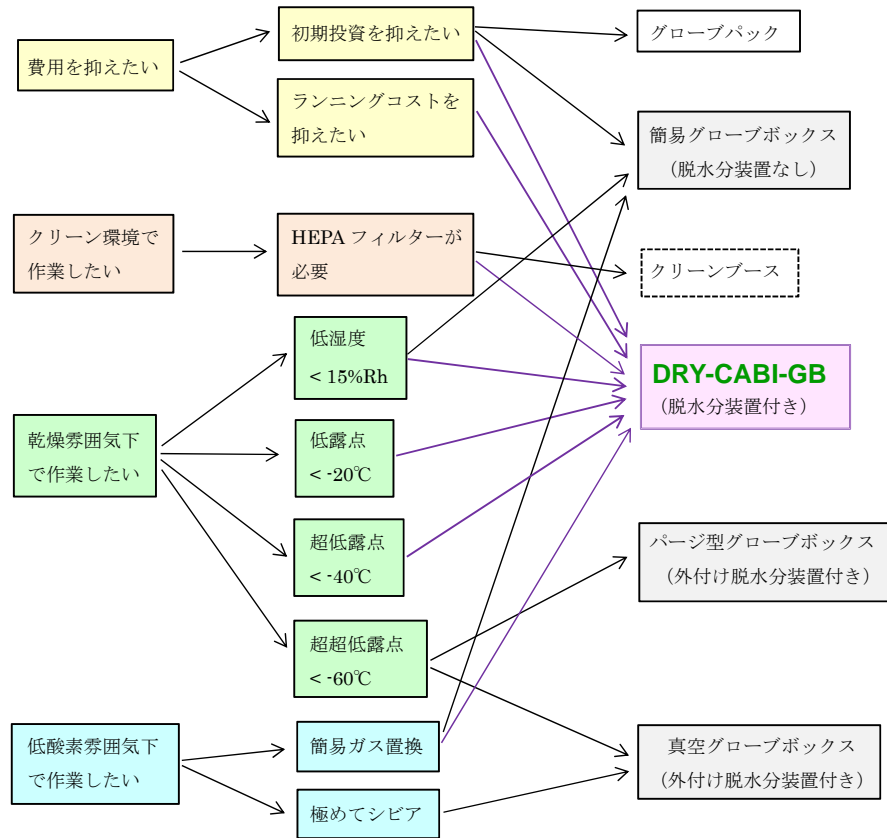 費用を抑えたい
初期投資を抑えたい
ランニングコストを
抑えたい
グローブパック
簡易グローブボックス
（脱水分装置なし）
クリーン環境で
作業したい
HEPA フィルターが
必要
クリーンブース
低湿度
< 15%Rh
DRY-CABI-GB
（脱水分装置付き）
乾燥雰囲気下
で作業したい
低露点
< -20℃
超低露点
< -40℃
パージ型グローブボックス
（外付け脱水分装置付き）
超超低露点
< -60℃
低酸素雰囲気下
で作業したい
簡易ガス置換
極めてシビア
真空グローブボックス
（外付け脱水分装置付き）